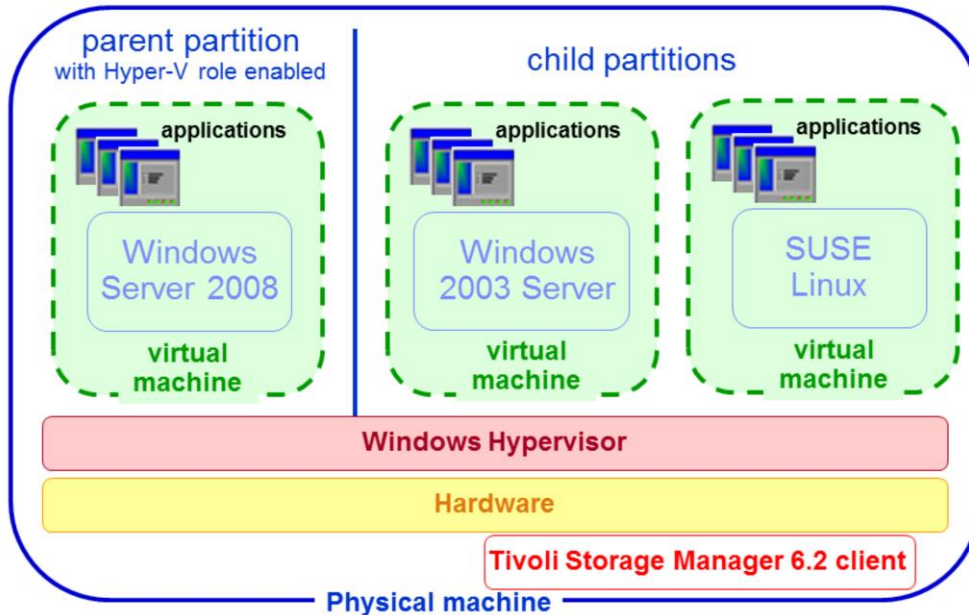 parent partition
with Hyper-V role enabled
child partitions
applications
applications
applications
Windows
Server 2008
Windows
2003 Server
SUSE
Linux
virtual
machine
virtual
machine
virtual
machine
Windows Hypervisor
Hardware
Tivoli Storage Manager 6.2 client
Physical machine